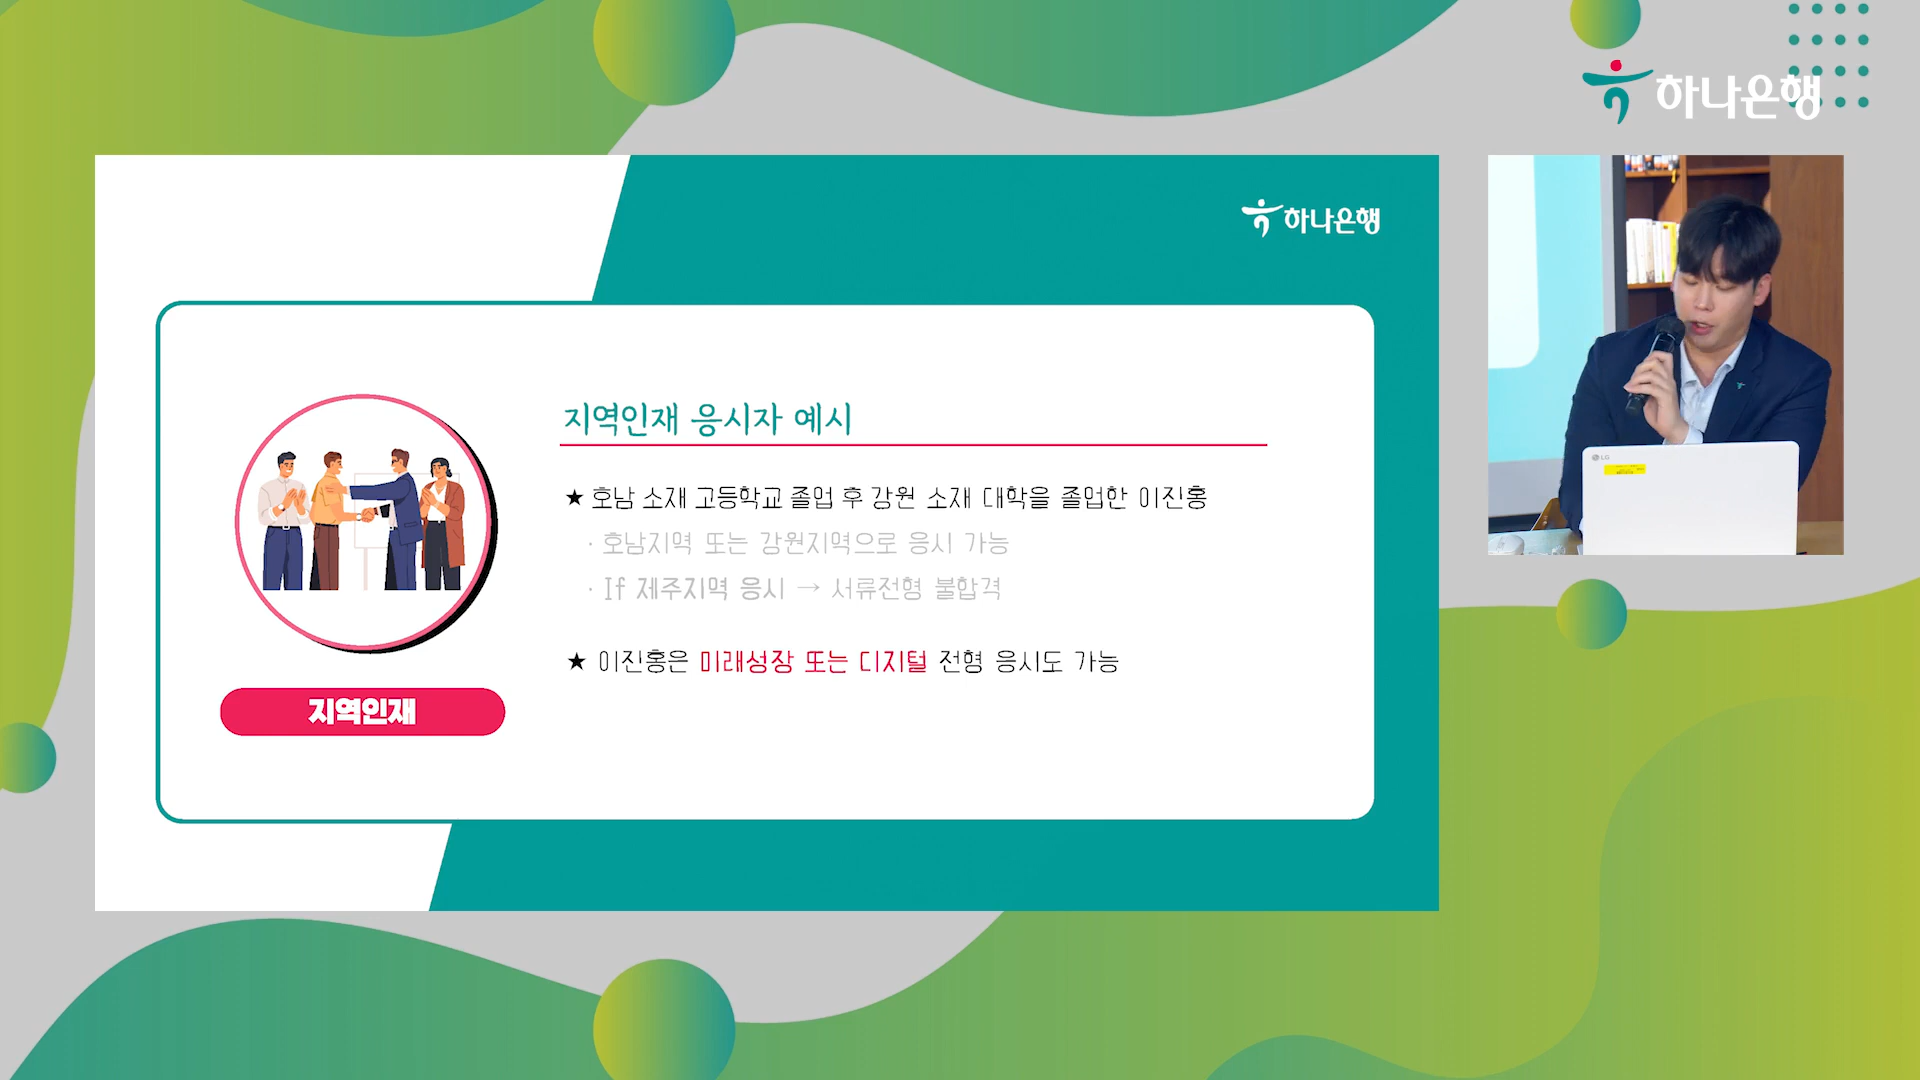 하나은행
하나은행
지역인재 응시자 예시
★ 호남 소재 고등학교 졸업 후 강원 소재 대학을 졸업한 이진홍
· 호남지역 또는 강원지역으로 응시 가능
· If 제주지역 응시 → 서류전형 불합격
★ 이진홍은 미래성장 또는 디지털 전형 응시도 가능
지역인재
LG